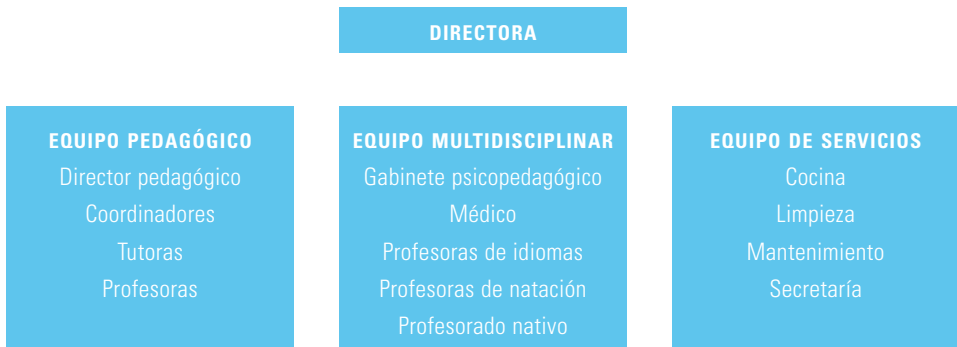 DIRECTORA
EQUIPO PEDAGÓGICO
Director pedagógico
Coordinadores
Tutoras
Profesoras
EQUIPO MULTIDISCIPLINAR
Gabinete psicopedagógico
Médico
Profesoras de idiomas
Profesoras de natación
Profesorado nativo
EQUIPO DE SERVICIOS
Cocina
Limpieza
Mantenimiento
Secretaría